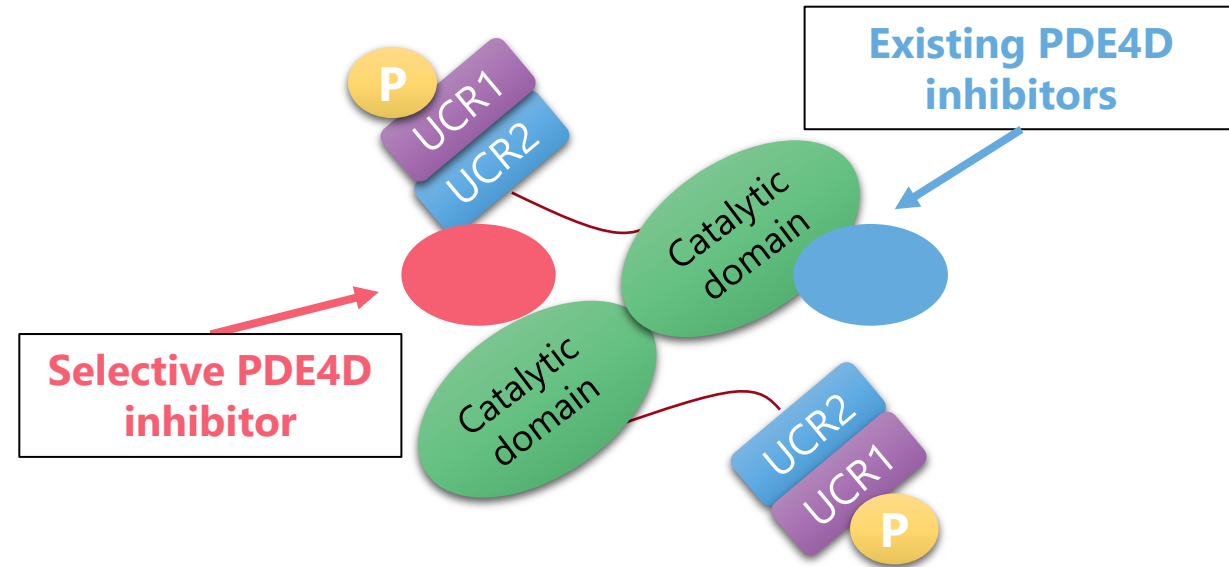 Existing PDE4D
inhibitors
P
UCR1
UCR2
Catalytic
domain
Selective PDE4D
inhibitor
Catalytic
domain
UCR2
UCR1
P